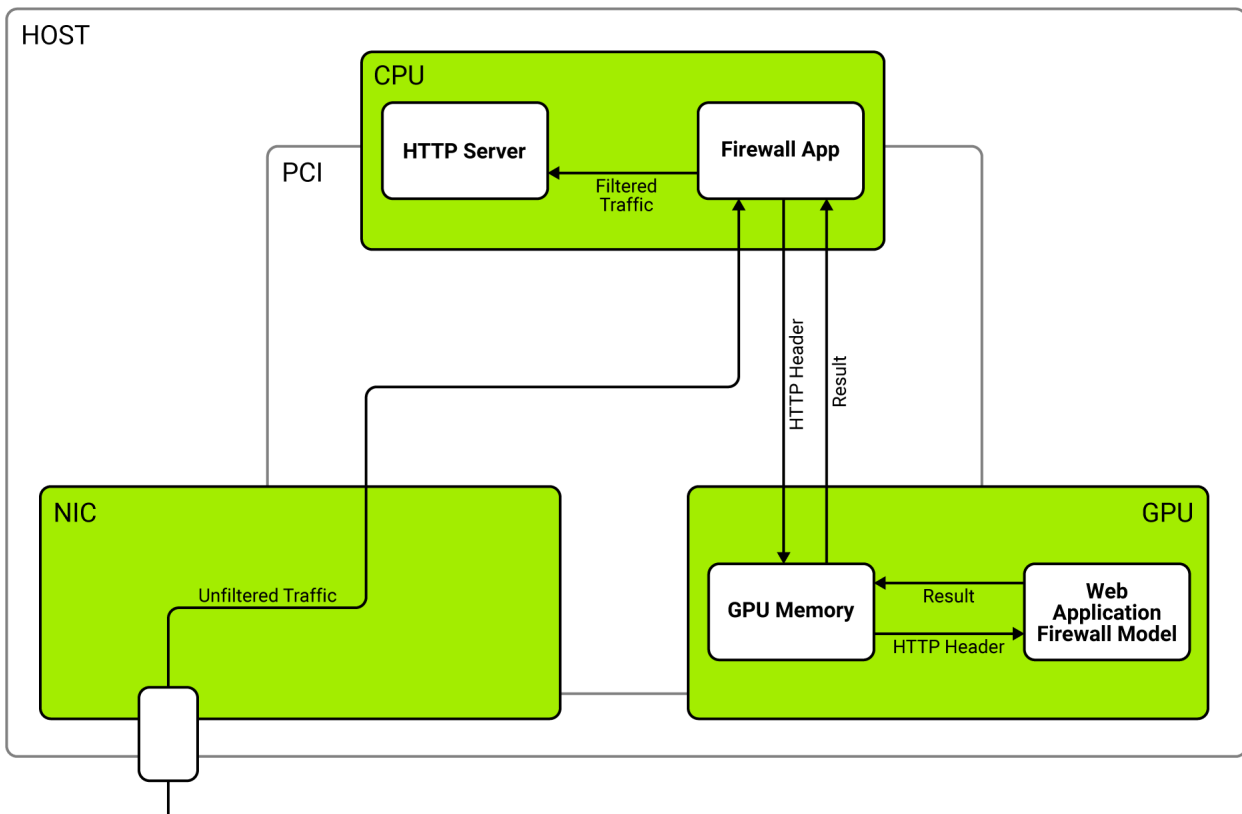 HOST
CPU
HTTP Server
Firewall App
Filtered
Traffic
PCI
HTTP Header
Result
NIC
Unfiltered Traffic
GPU
GPU Memory
Result
HTTP Header
Web
Application
Firewall Model